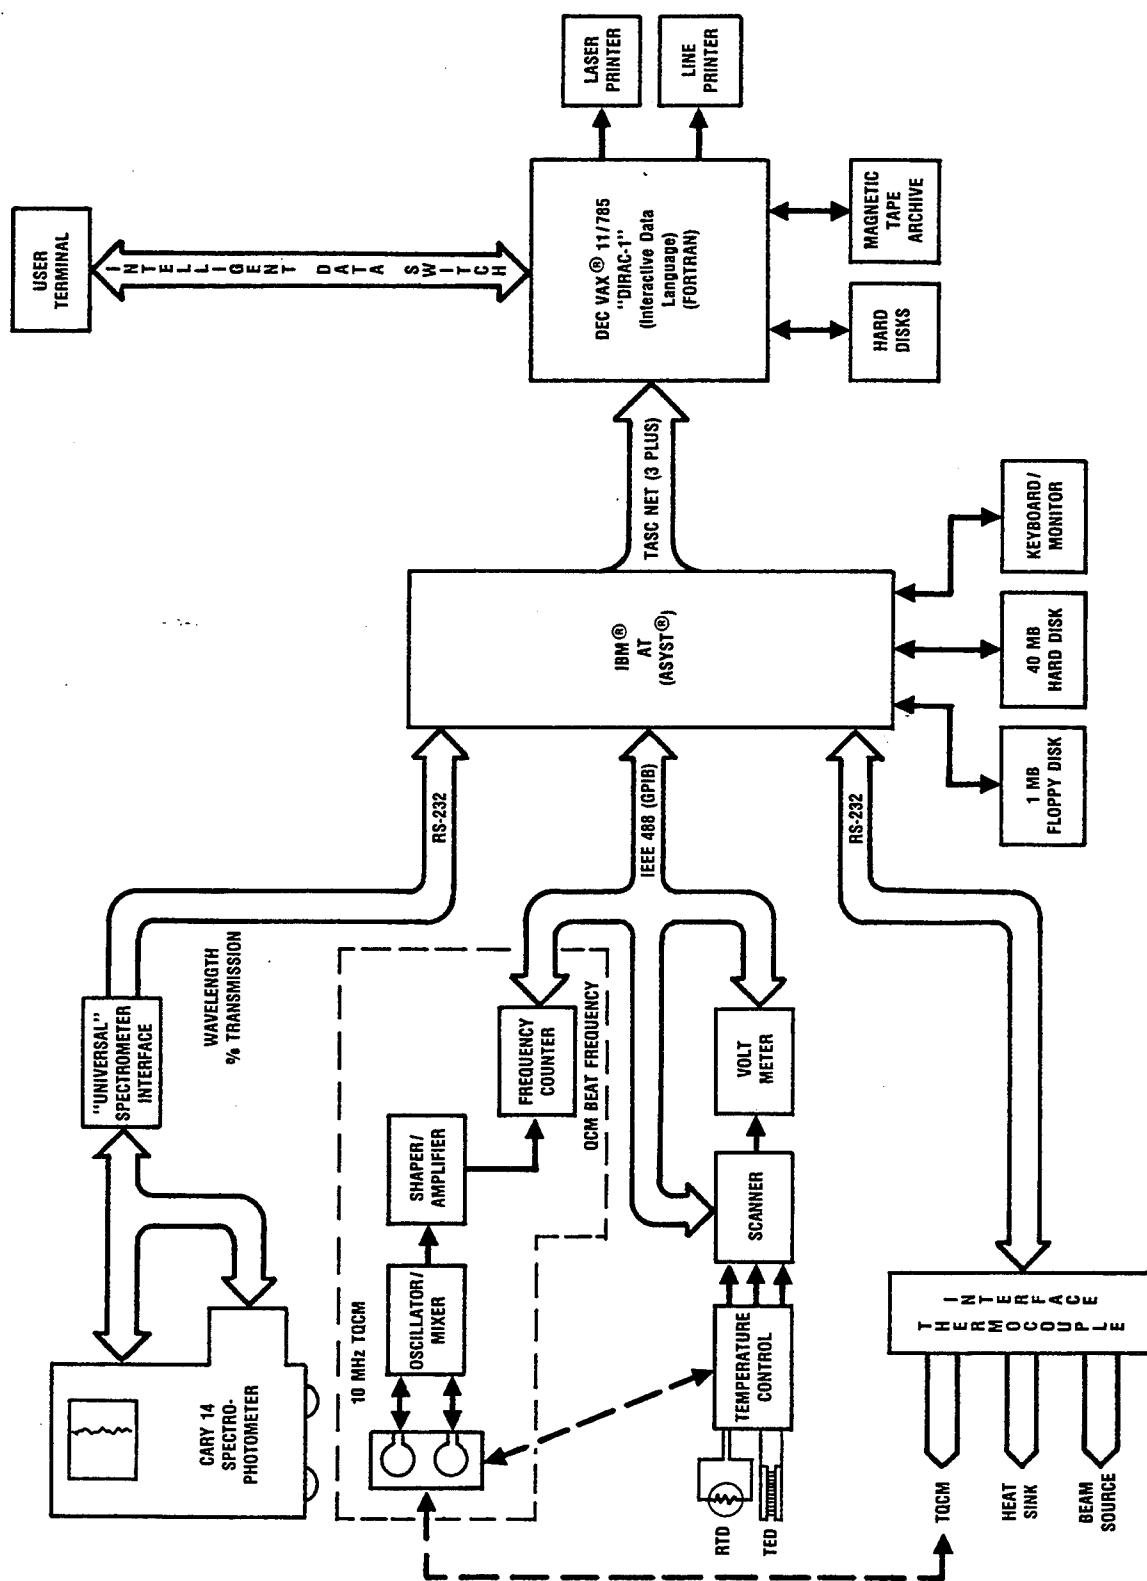 CARY 14
SPECTRO-
PHOTOMETER
"UNIVERSAL"
SPECTROMETER
INTERFACE
WAVELENGTH
% TRANSMISSION
RS-232
USER
TERMINAL
INTELLIGENT DATA SWITCH
10 MHz TQCM
OSCILLATOR/
MIXER
SHAPER/
AMPLIFIER
FREQUENCY
COUNTER
QCM BEAT FREQUENCY
IEEE 488 (GPIB)
IBM® AT
(ASYST®)
TASC NET (3 PLUS)
DEC VAX® 11/785
"DIRAC-1"
(Interactive Data
Language)
(FORTRAN)
LASER
PRINTER
LINE
PRINTER
RTD
TED
TEMPERATURE
CONTROL
SCANNER
VOLT
METER
RS-232
HARD
DISKS
MAGNETIC
TAPE
ARCHIVE
1 MB
FLOPPY DISK
40 MB
HARD DISK
KEYBOARD/
MONITOR
TQCM
HEAT
SINK
BEAM
SOURCE
THERMOCOUPLE
INTERFACE